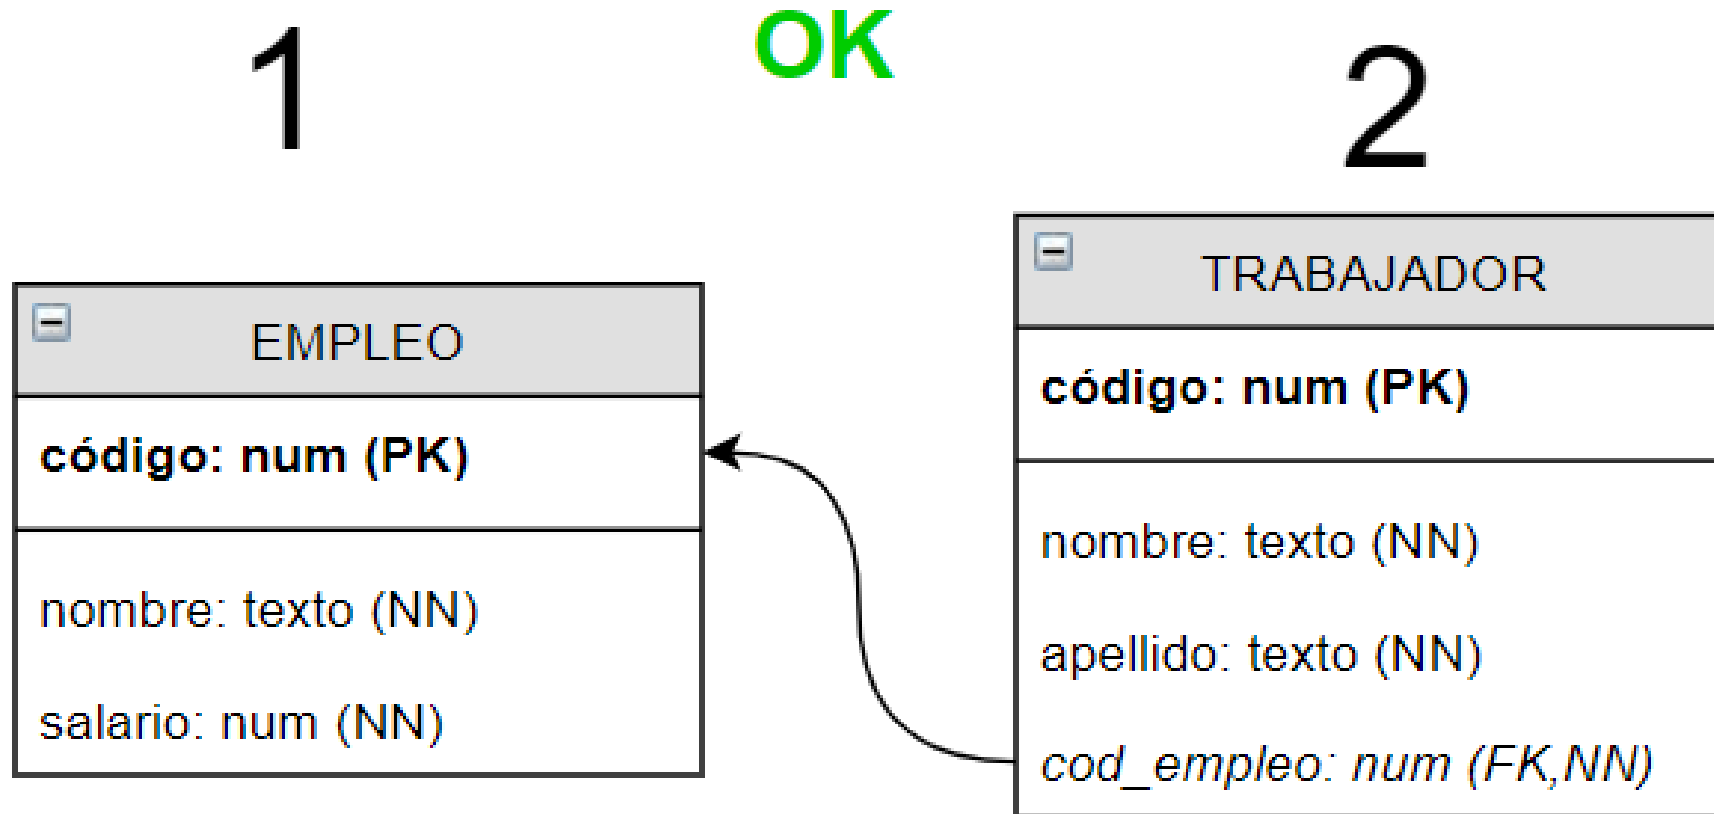 1
OK
2
EMPLEO
código: num (PK)
nombre: texto (NN)
salario: num (NN)
TRABAJADOR
código: num (PK)
nombre: texto (NN)
apellido: texto (NN)
cod_empleo: num (FK,NN)